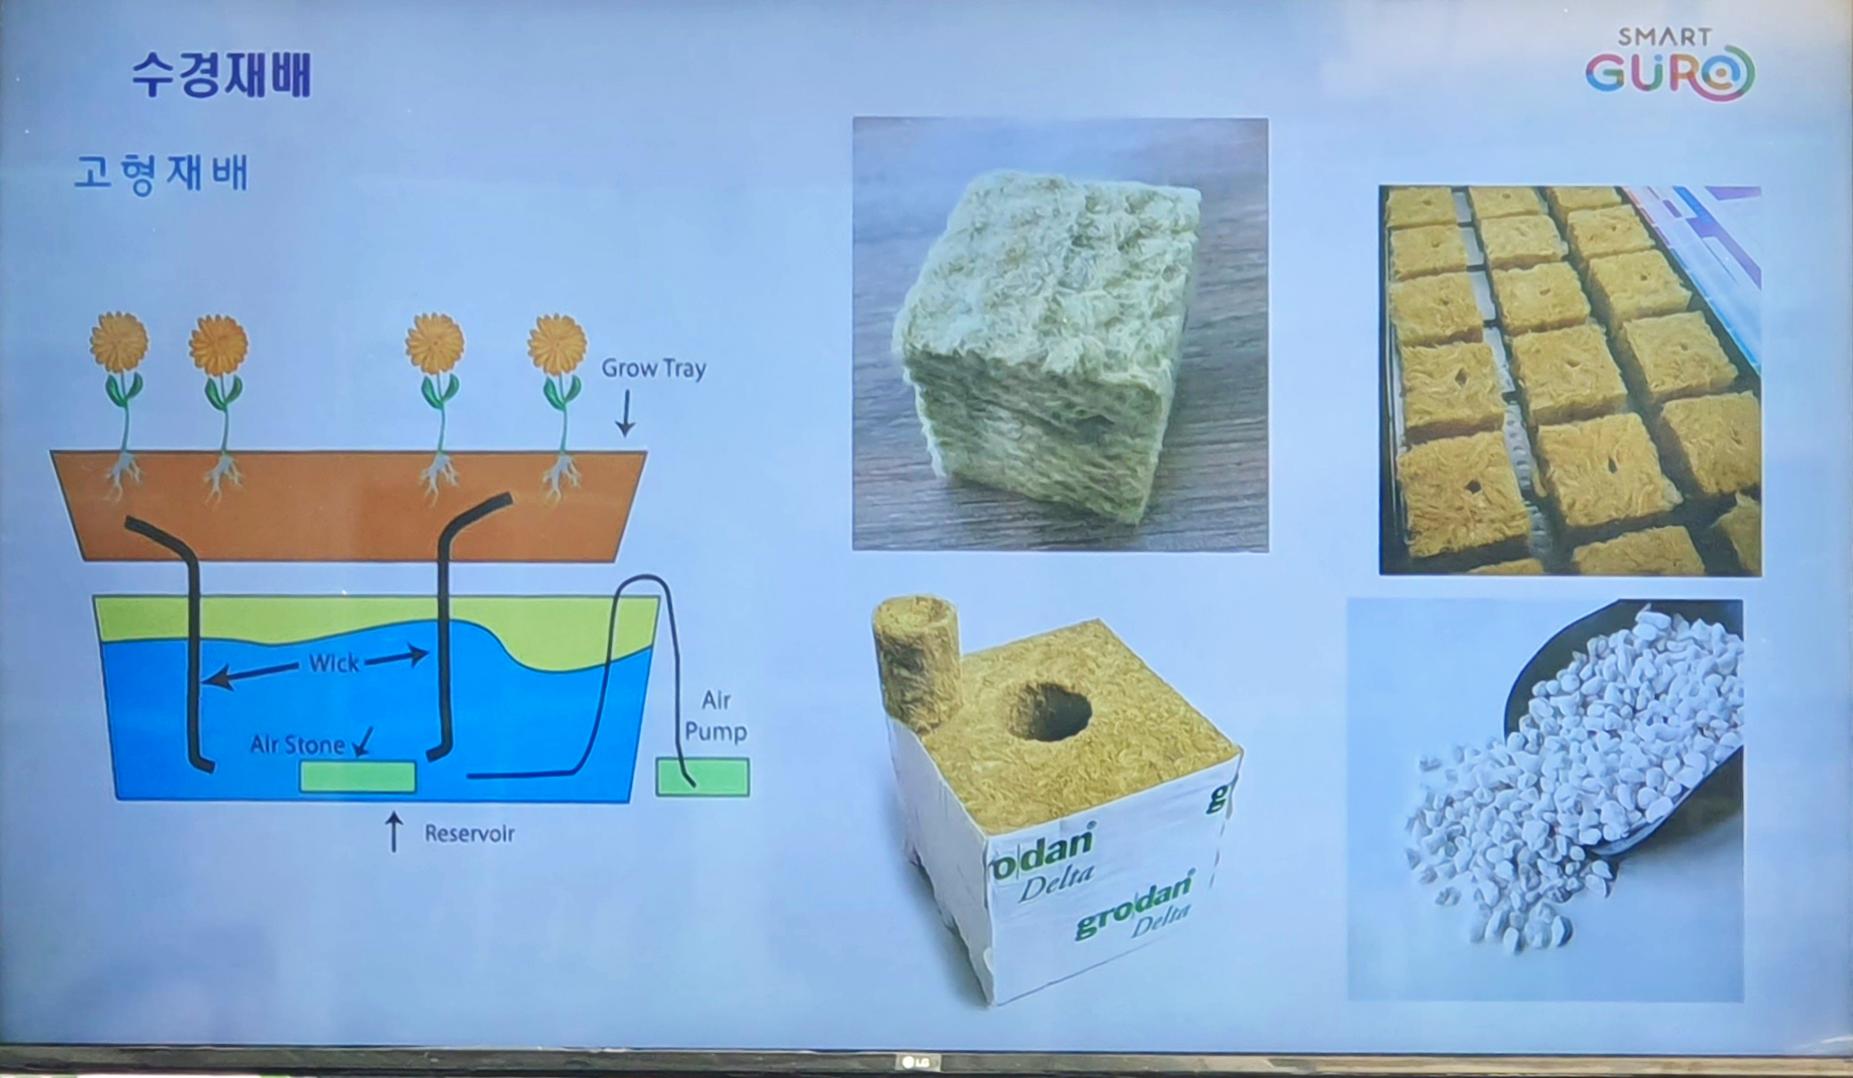 수경재배
SMART
GURO
고형재배
Grow Tray
Wick
Air Stone
Air
Pump
Reservoir
grodan
Delta
grodan
Delta
g
LG